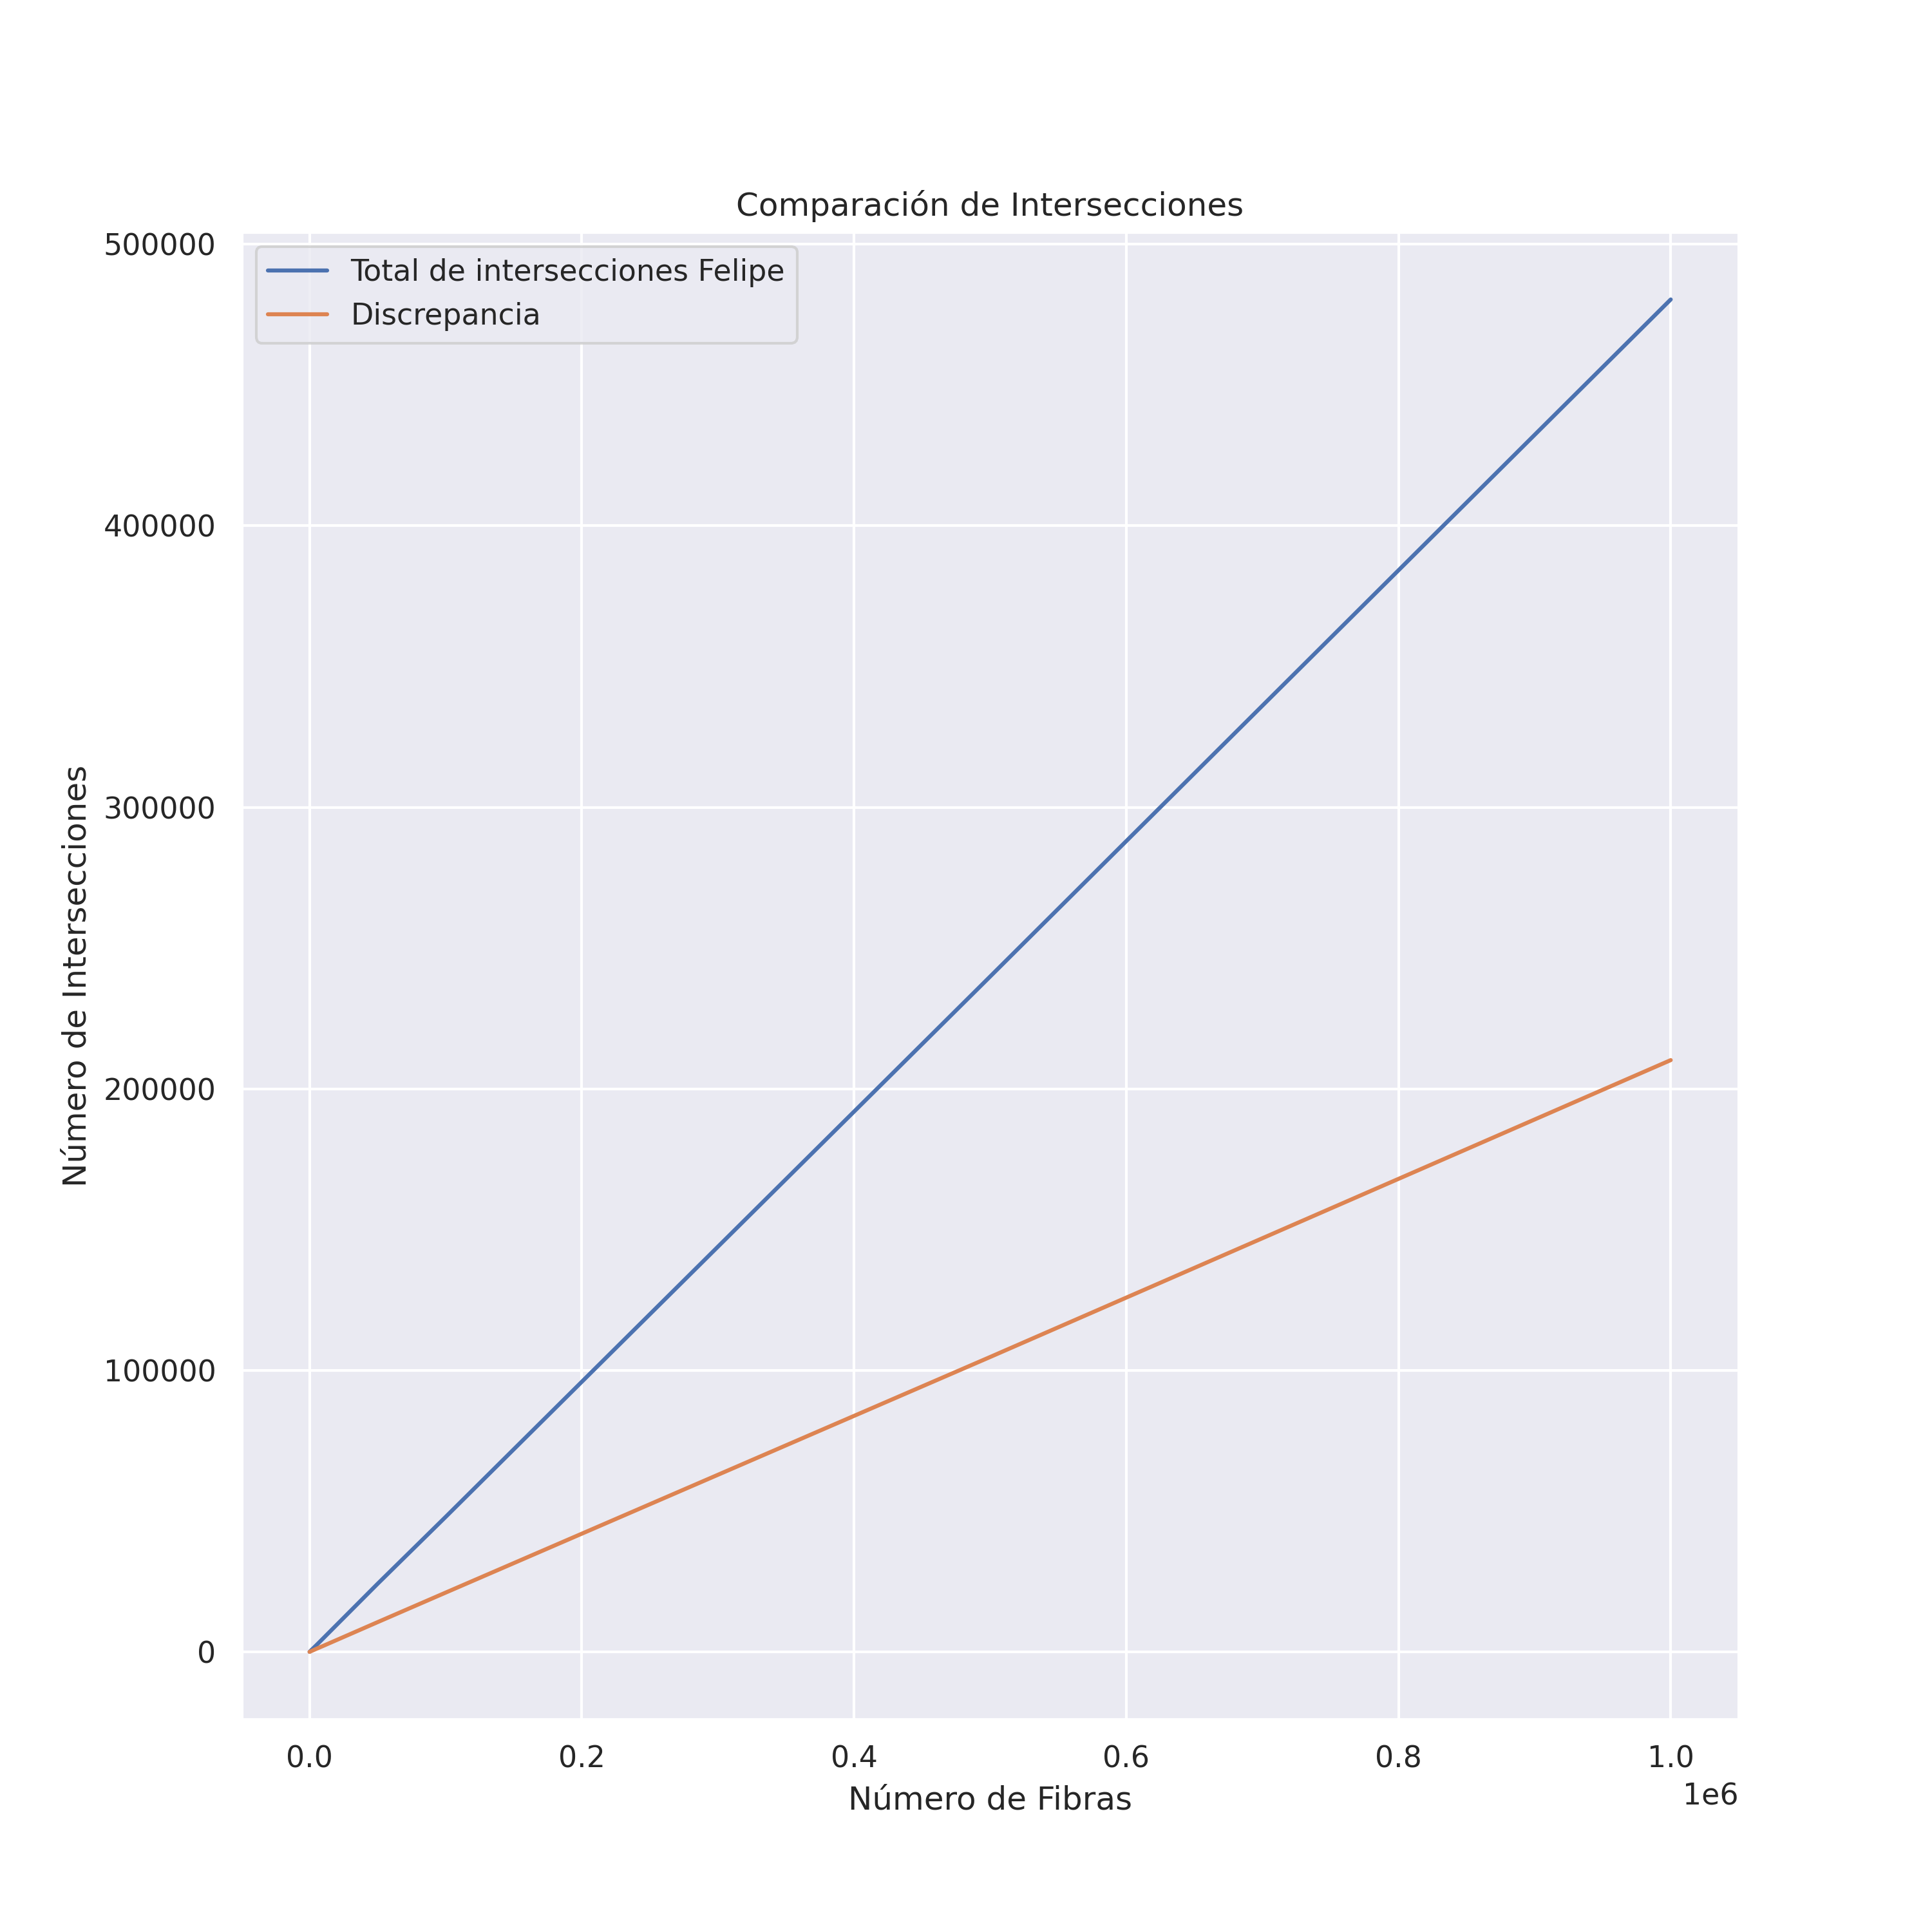 Comparación de Intersecciones
Total de intersecciones Felipe
Discrepancia
Número de Intersecciones
500000
400000
300000
200000
100000
0
0.0 0.2 0.4 0.6 0.8 1.0
1e6
Número de Fibras